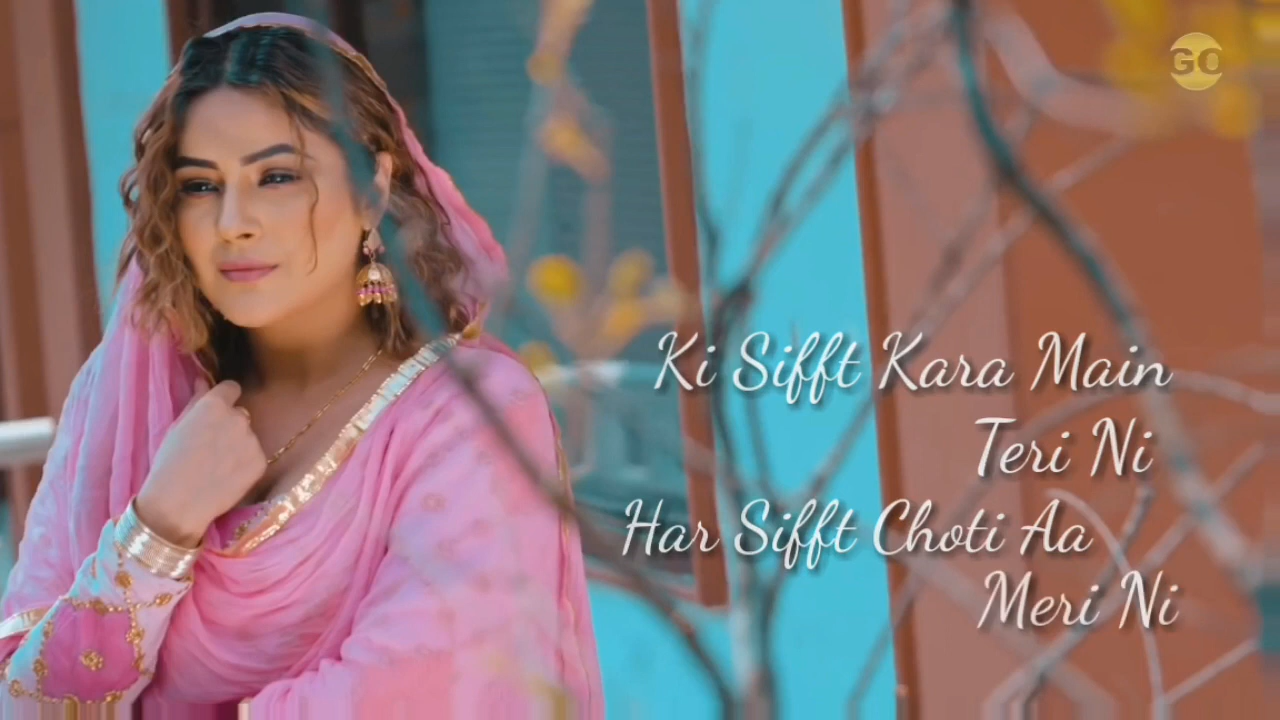 GO
Ki Sifft Kara Main
Teri Ni
Har Sifft Choti Aa
Meri Ni